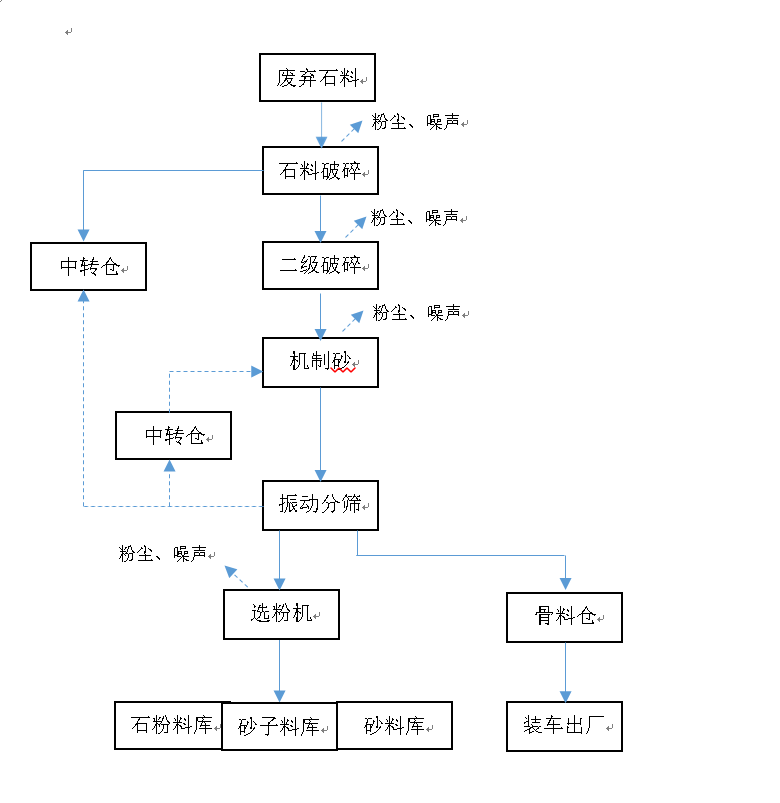 废弃石料
粉尘、噪声
石料破碎
粉尘、噪声
中转仓
二级破碎
粉尘、噪声
机制砂
中转仓
振动分筛
粉尘、噪声
选粉机
骨料仓
石粉料库
砂子料库
砂料库
装车出厂